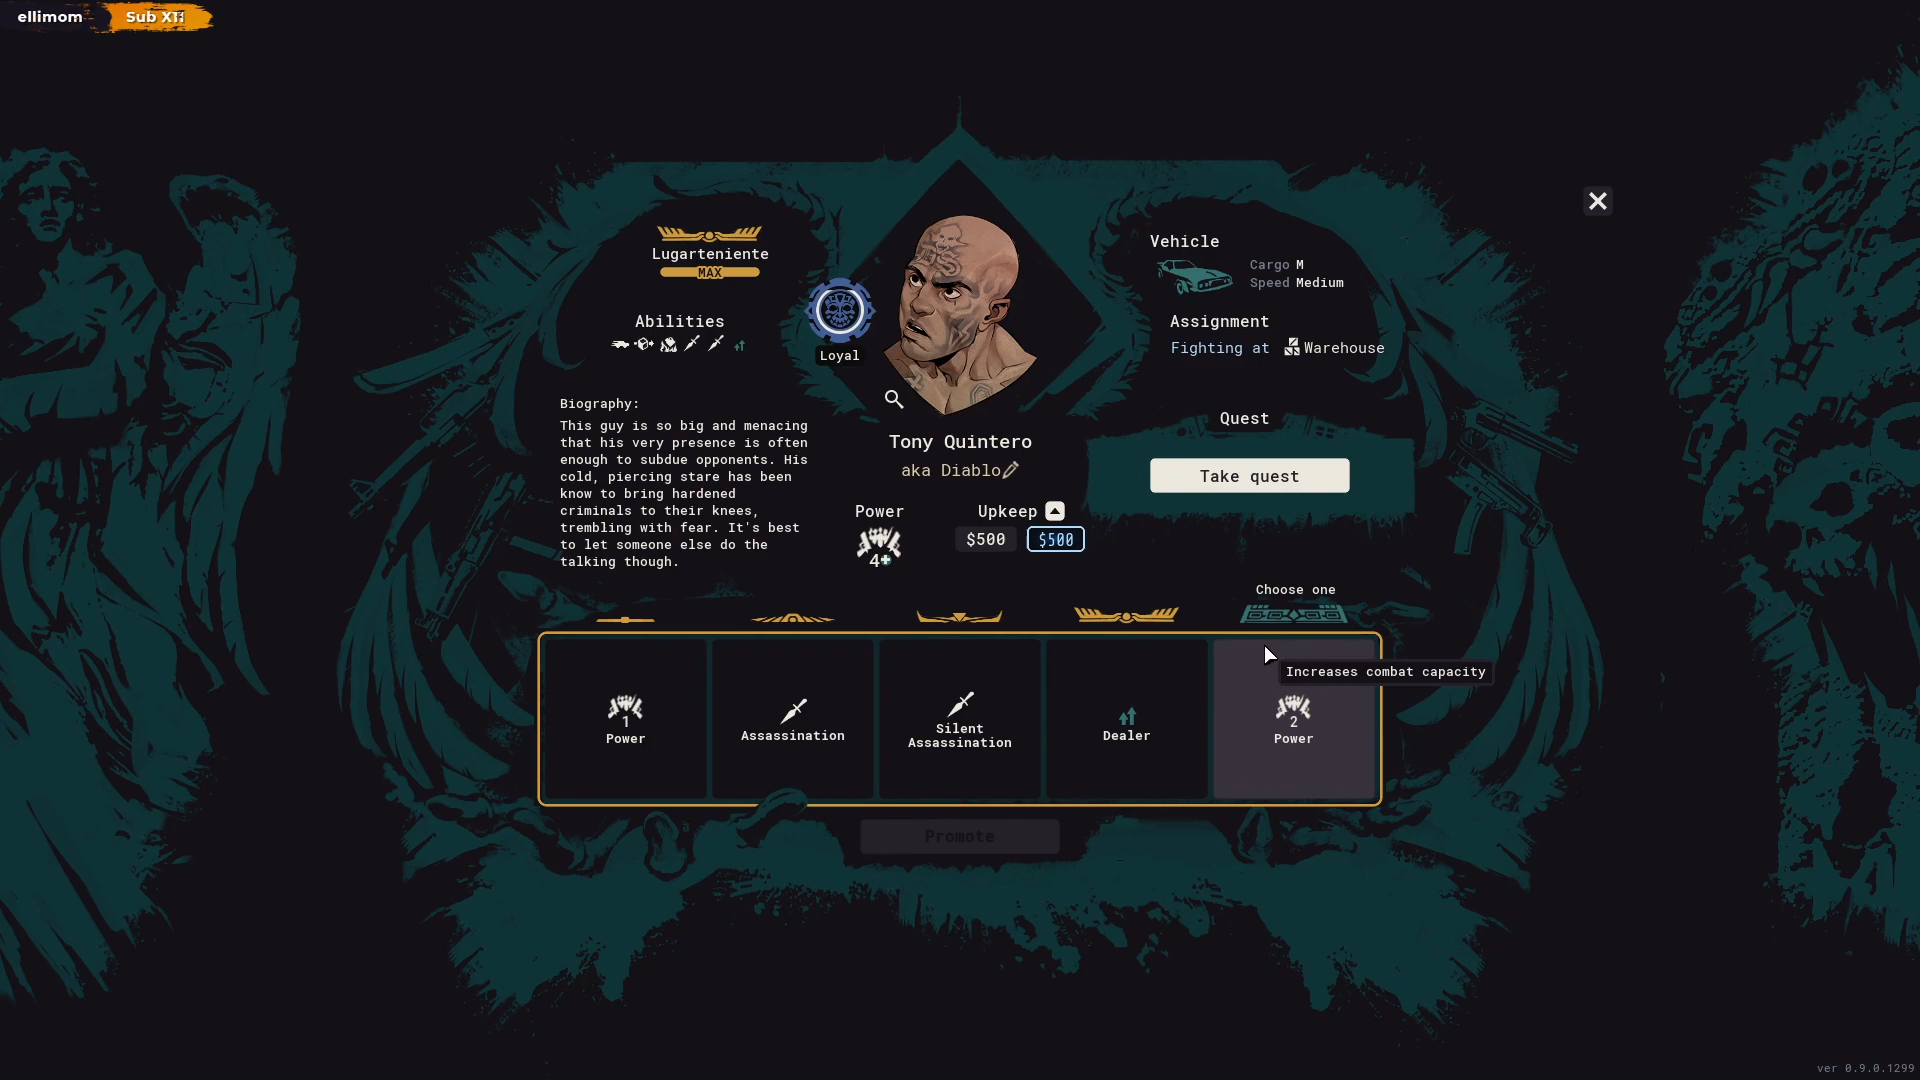 ellimom
Sub XII
Lugarteniente
MAX
Abilities
Loyal
Vehicle
Cargo M
Speed Medium
Assignment
Fighting at Warehouse
Biography:
This guy is so big and menacing
that his very presence is often
enough to subdue opponents. His
cold, piercing stare has been
know to bring hardened
criminals to their knees,
trembling with fear. It's best
to let someone else do the
talking though.
Tony Quintero
aka Diablo
Power
4+
Upkeep
$500
$500
Quest
Take quest
Choose one
Increases combat capacity
1
Power
Assassination
Silent
Assassination
Dealer
2
Power
Promote
ver 0.9.0.1299